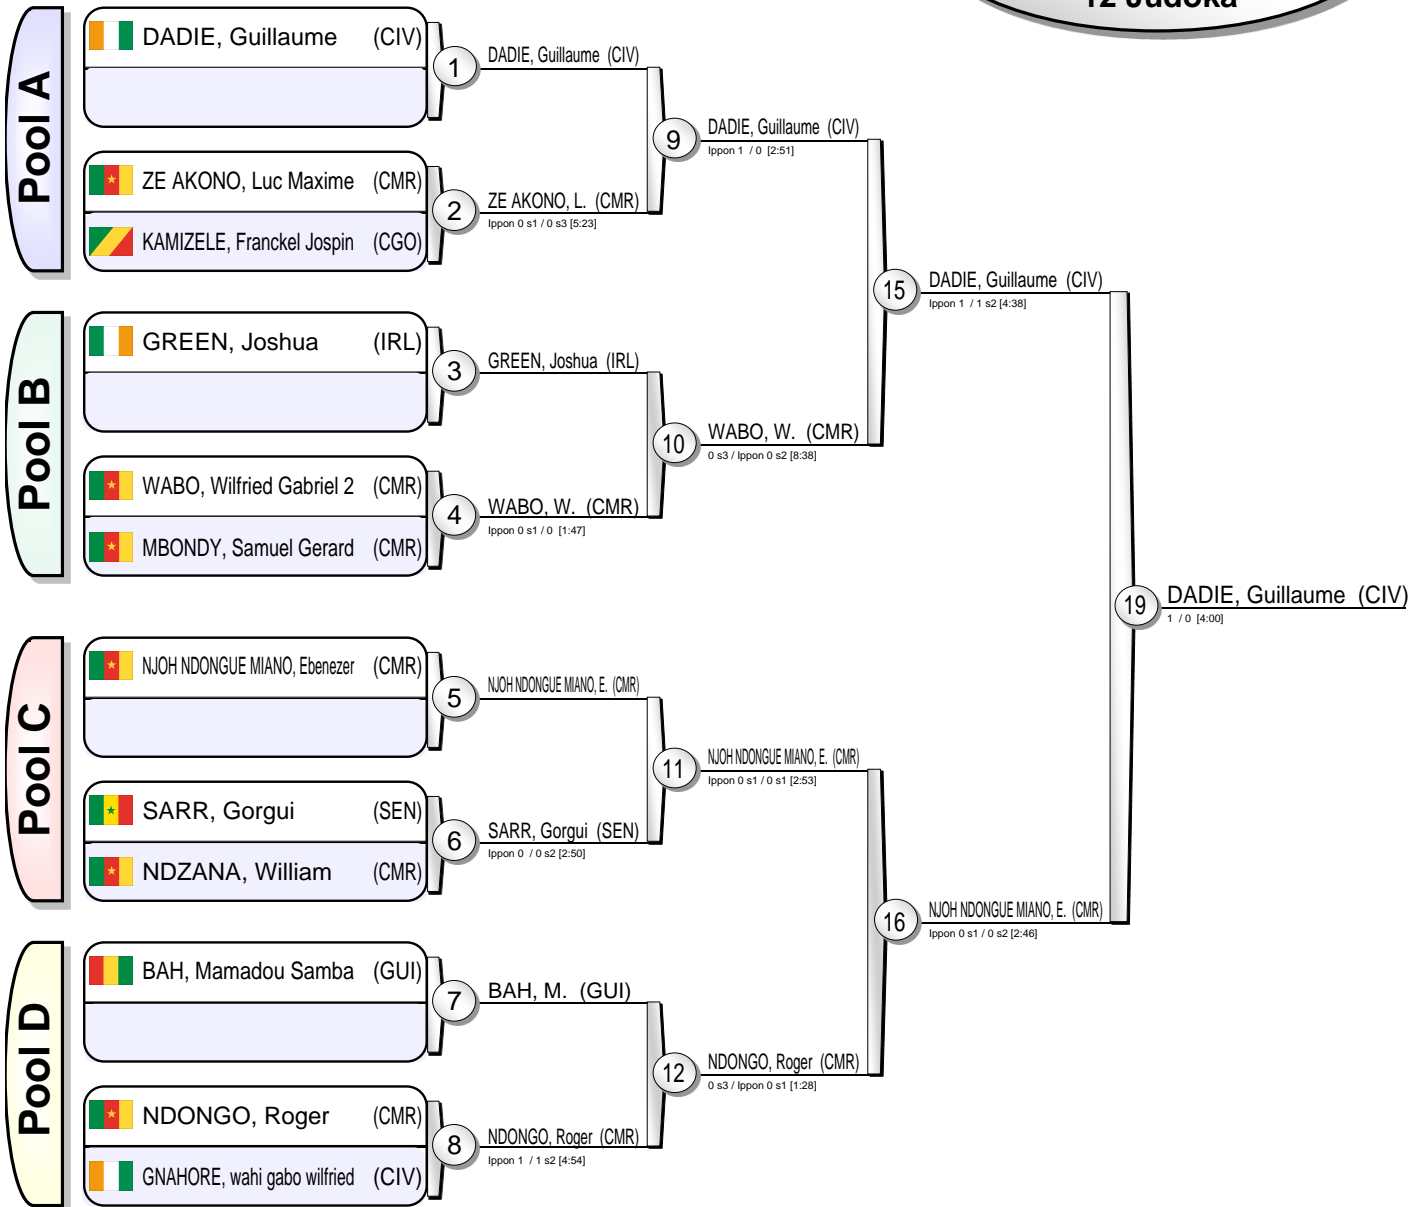 12 Judoka
Pool A
DADIE, Guillaume (CIV)
1
DADIE, Guillaume (CIV)
ZE AKONO, Luc Maxime (CMR)
KAMIZELE, Franckel Jospin (CGO)
2
ZE AKONO, L. (CMR)
Ippon 0 s1 / 0 s3 [5:23]
9
DADIE, Guillaume (CIV)
Ippon 1 / 0 [2:51]
Pool B
GREEN, Joshua (IRL)
3
GREEN, Joshua (IRL)
WABO, Wilfried Gabriel 2 (CMR)
MBONDY, Samuel Gerard (CMR)
4
WABO, W. (CMR)
Ippon 0 s1 / 0 [1:47]
10
WABO, W. (CMR)
0 s3 / Ippon 0 s2 [8:38]
15
DADIE, Guillaume (CIV)
Ippon 1 / 1 s2 [4:38]
Pool C
NJOH NDONGUE MIANO, Ebenezer (CMR)
5
NJOH NDONGUE MIANO, E. (CMR)
SARR, Gorgui (SEN)
NDZANA, William (CMR)
6
SARR, Gorgui (SEN)
Ippon 0 / 0 s2 [2:50]
11
NJOH NDONGUE MIANO, E. (CMR)
Ippon 0 s1 / 0 s1 [2:53]
Pool D
BAH, Mamadou Samba (GUI)
7
BAH, M. (GUI)
NDONGO, Roger (CMR)
GNAHORE, wahi gabo wilfried (CIV)
8
NDONGO, Roger (CMR)
Ippon 1 / 1 s2 [4:54]
12
NDONGO, Roger (CMR)
0 s3 / Ippon 0 s1 [1:28]
16
NJOH NDONGUE MIANO, E. (CMR)
Ippon 0 s1 / 0 s2 [2:46]
19
DADIE, Guillaume (CIV)
1 / 0 [4:00]